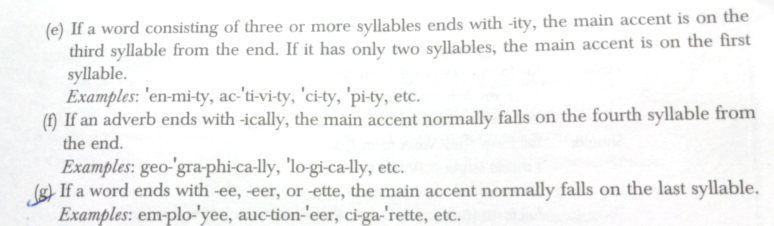 (e) If a word consisting of three or more syllables ends with -ity, the main accent is on the
third syllable from the end. If it has only two syllables, the main accent is on the first
syllable.
Examples: 'en-mi-ty, ac-'ti-vi-ty, 'ci-ty, 'pi-ty, etc.
(f) If an adverb ends with -ically, the main accent normally falls on the fourth syllable from
the end.
Examples: geo-'gra-phi-ca-lly, 'lo-gi-ca-lly, etc.
(g) If a word ends with -ee, -eer, or -ette, the main accent normally falls on the last syllable.
Examples: em-plo-'yee, auc-tion-'eer, ci-ga-'rette, etc.